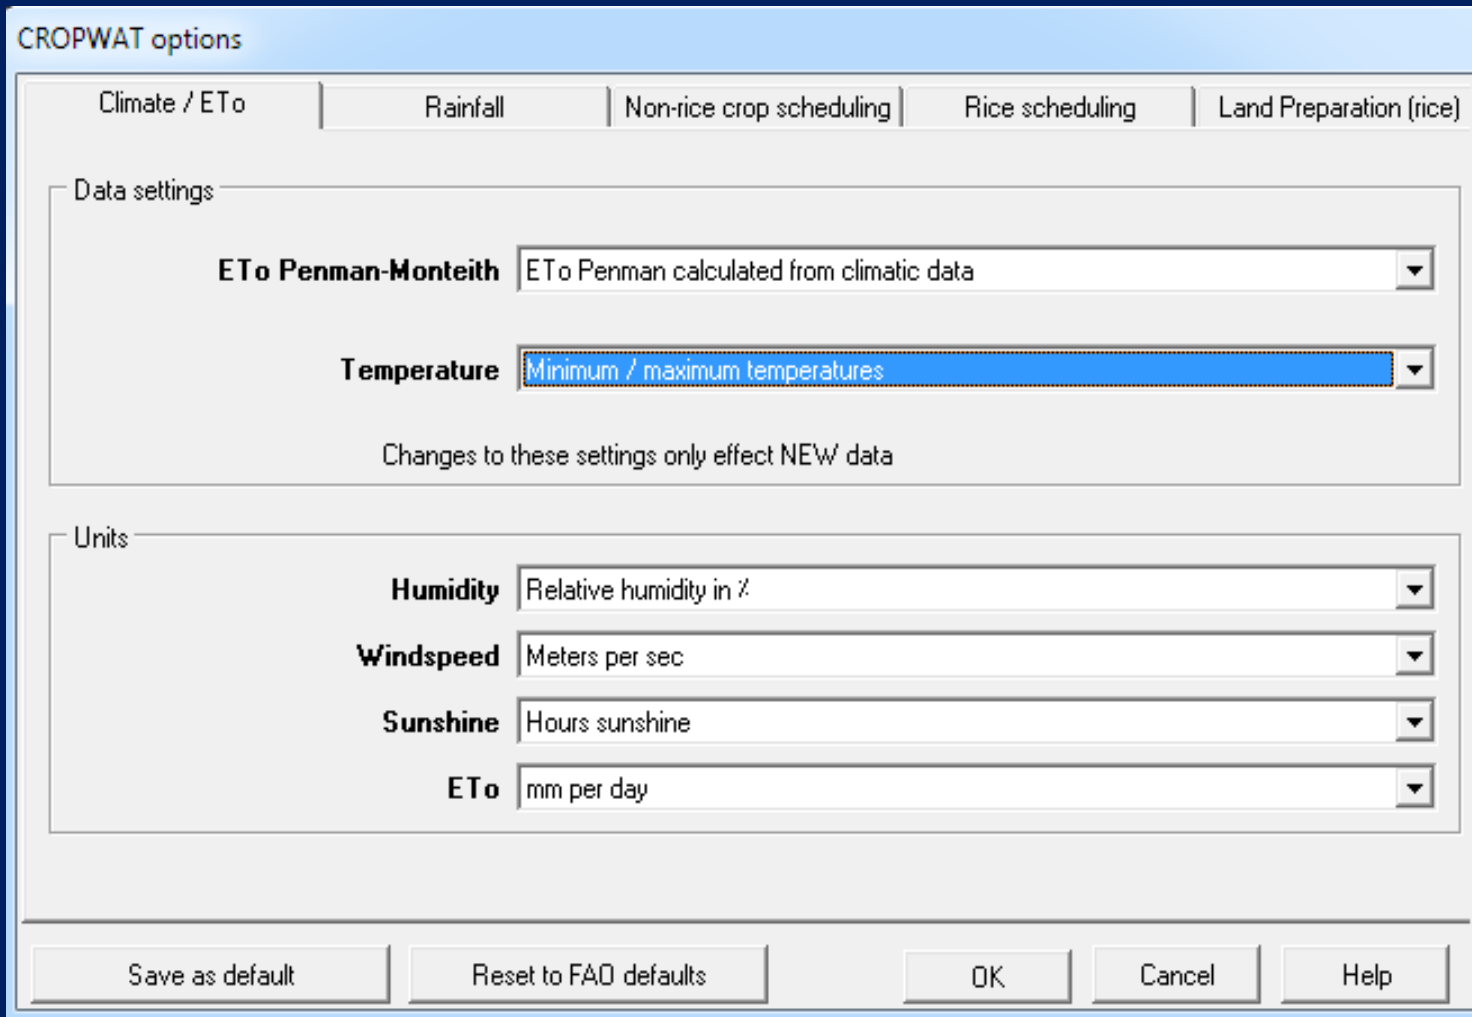 CROPWAT options
Climate / ETo Rainfall Non-rice crop scheduling Rice scheduling Land Preparation (rice)
Data settings
ETo Penman-Monteith ETo Penman calculated from climatic data
Temperature Minimum / maximum temperatures
Changes to these settings only effect NEW data
Units
Humidity Relative humidity in %
Windspeed Meters per sec
Sunshine Hours sunshine
ETo mm per day
Save as default Reset to FAO defaults OK Cancel Help